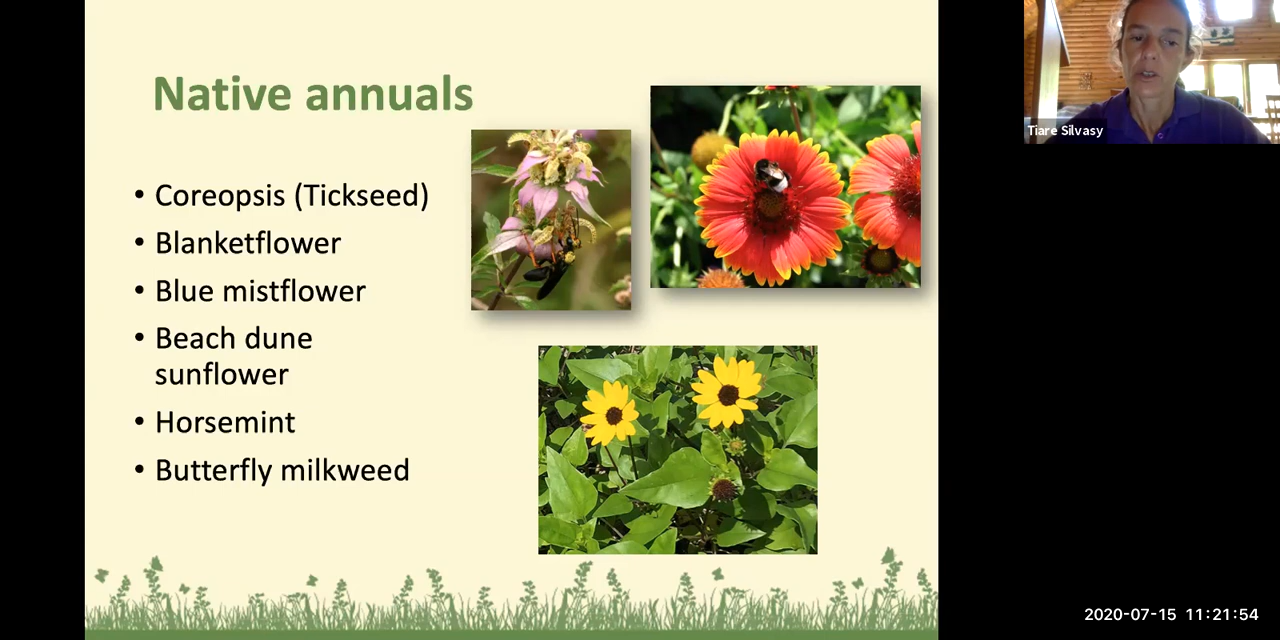 Native annuals
• Coreopsis (Tickseed)
• Blanketflower
• Blue mistflower
• Beach dune
sunflower
• Horsemint
• Butterfly milkweed
Tiare Silvasy
2020-07-15 11:21:54